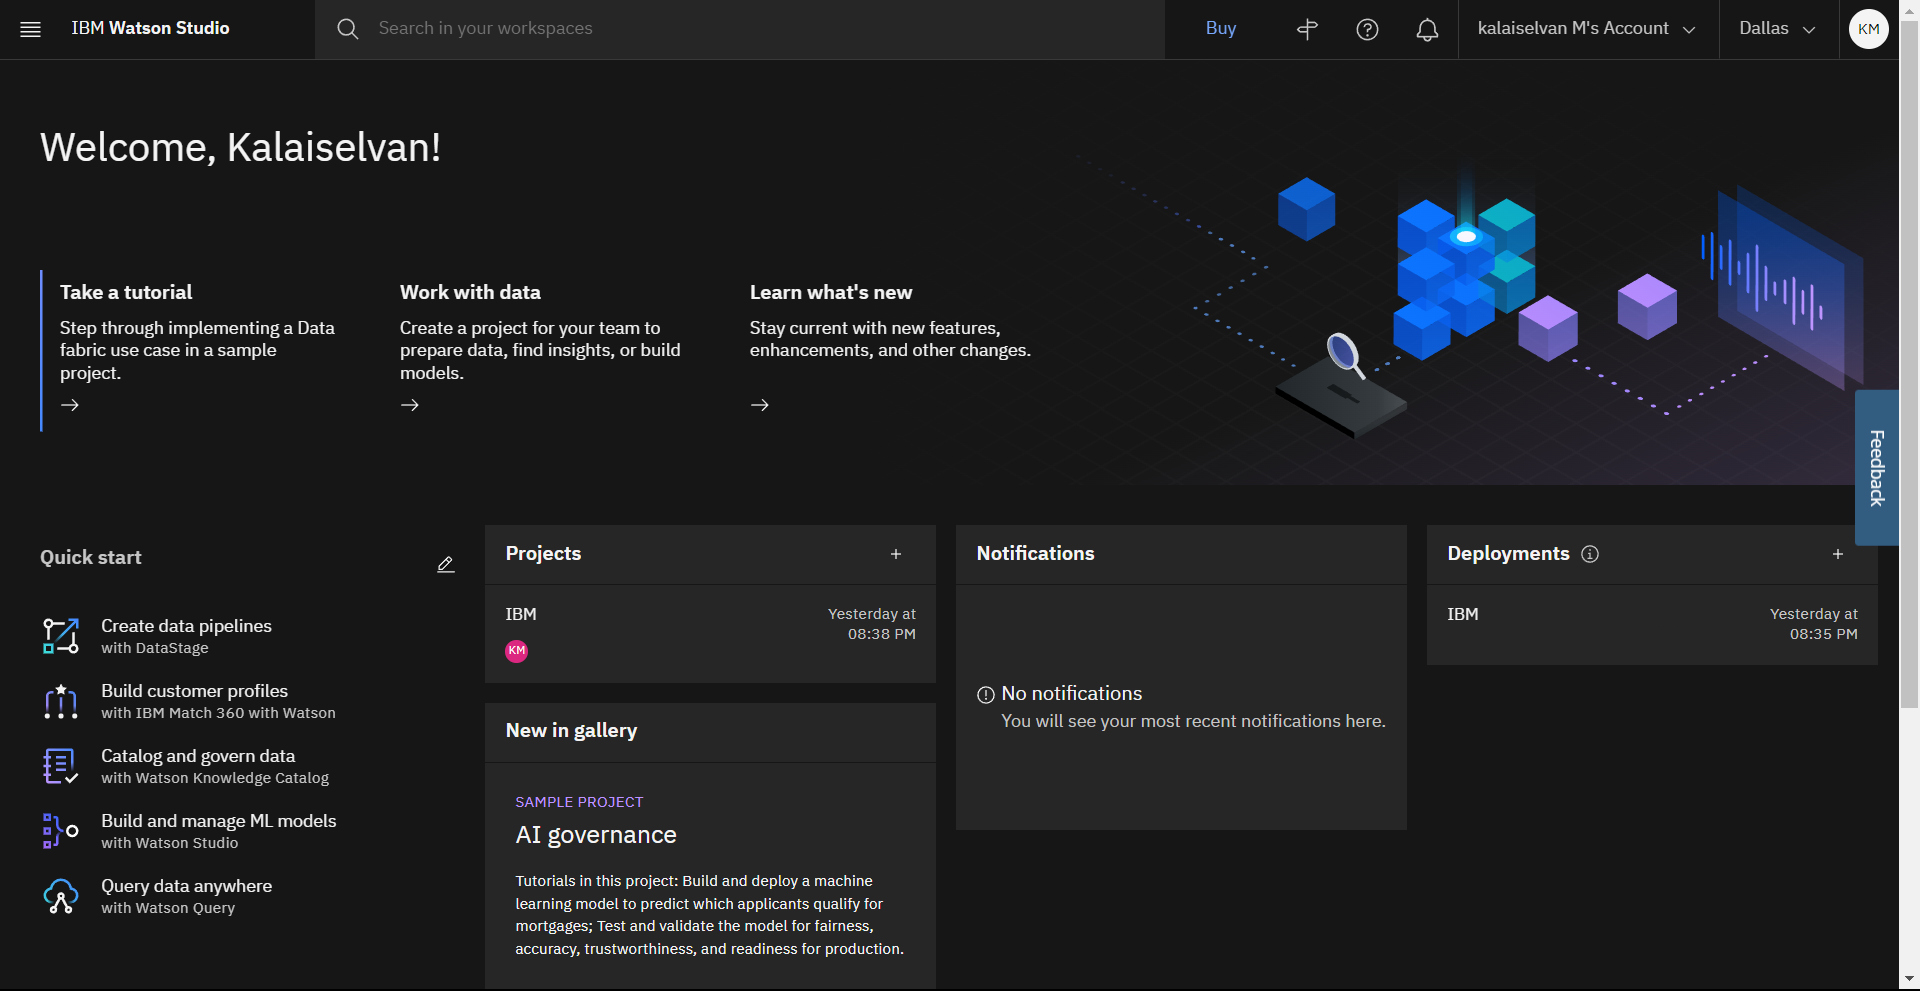 IBM Watson Studio
Search in your workspaces
Buy
kalaiselvan M's Account
Dallas
KM
Welcome, Kalaiselvan!
Take a tutorial
Step through implementing a Data
fabric use case in a sample
project.
Work with data
Create a project for your team to
prepare data, find insights, or build
models.
Learn what's new
Stay current with new features,
enhancements, and other changes.
Feedback
Quick start
Create data pipelines
with DataStage
Build customer profiles
with IBM Match 360 with Watson
Catalog and govern data
with Watson Knowledge Catalog
Build and manage ML models
with Watson Studio
Query data anywhere
with Watson Query
Projects
IBM
Yesterday at
08:38 PM
KM
New in gallery
SAMPLE PROJECT
AI governance
Tutorials in this project: Build and deploy a machine
learning model to predict which applicants qualify for
mortgages; Test and validate the model for fairness,
accuracy, trustworthiness, and readiness for production.
Notifications
No notifications
You will see your most recent notifications here.
Deployments
IBM
Yesterday at
08:35 PM